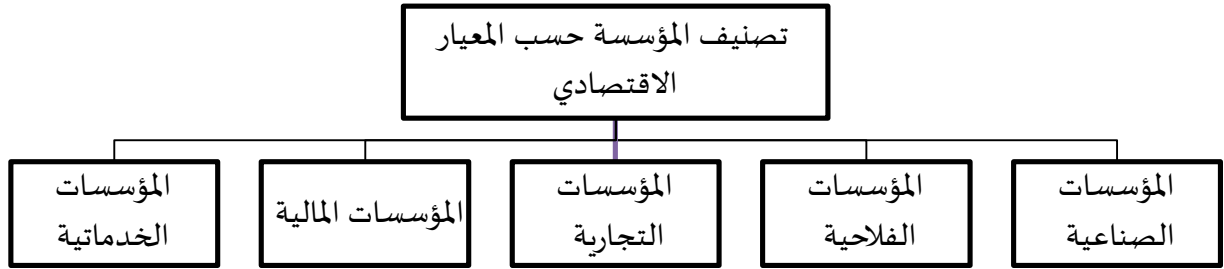 تصنيف المؤسسة حسب المعيار
الاقتصادي
المؤسسات
الصناعية
المؤسسات
الفلاحية
المؤسسات
التجارية
المؤسسات المالية
المؤسسات
الخدماتية